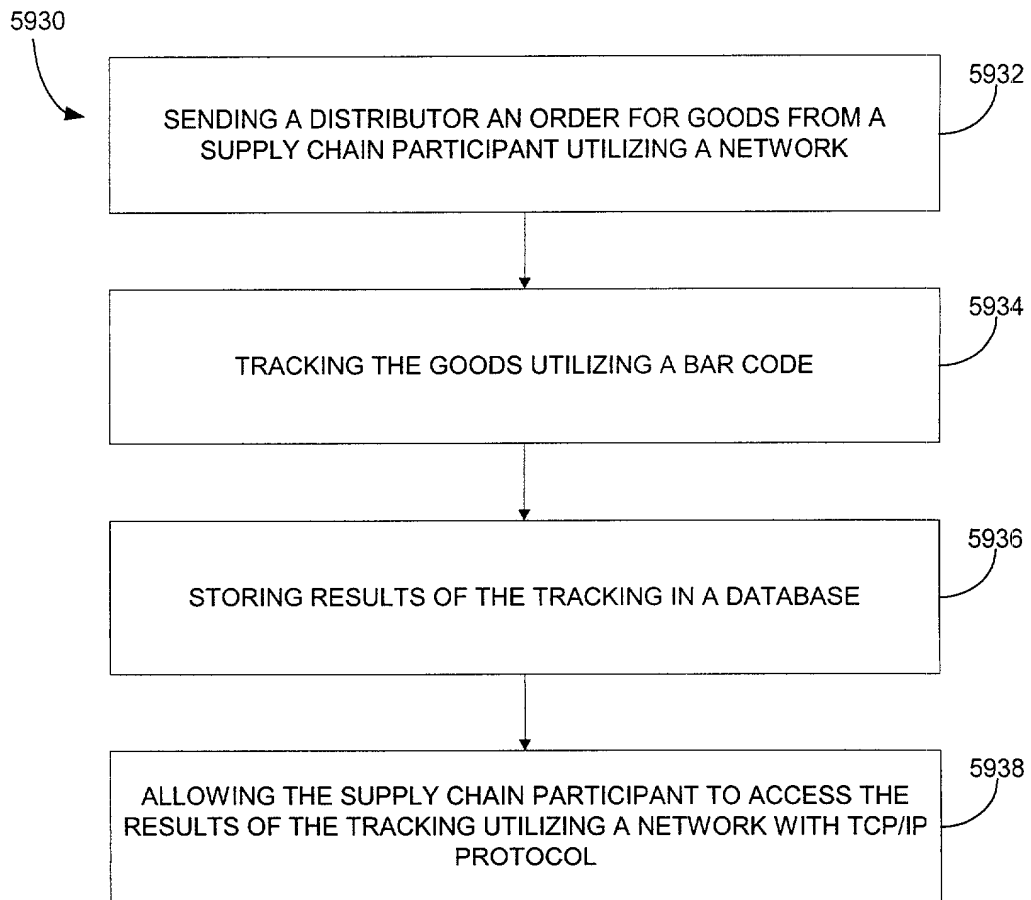 5930
5932
SENDING A DISTRIBUTOR AN ORDER FOR GOODS FROM A
SUPPLY CHAIN PARTICIPANT UTILIZING A NETWORK
5934
TRACKING THE GOODS UTILIZING A BAR CODE
5936
STORING RESULTS OF THE TRACKING IN A DATABASE
5938
ALLOWING THE SUPPLY CHAIN PARTICIPANT TO ACCESS THE
RESULTS OF THE TRACKING UTILIZING A NETWORK WITH TCP/IP
PROTOCOL